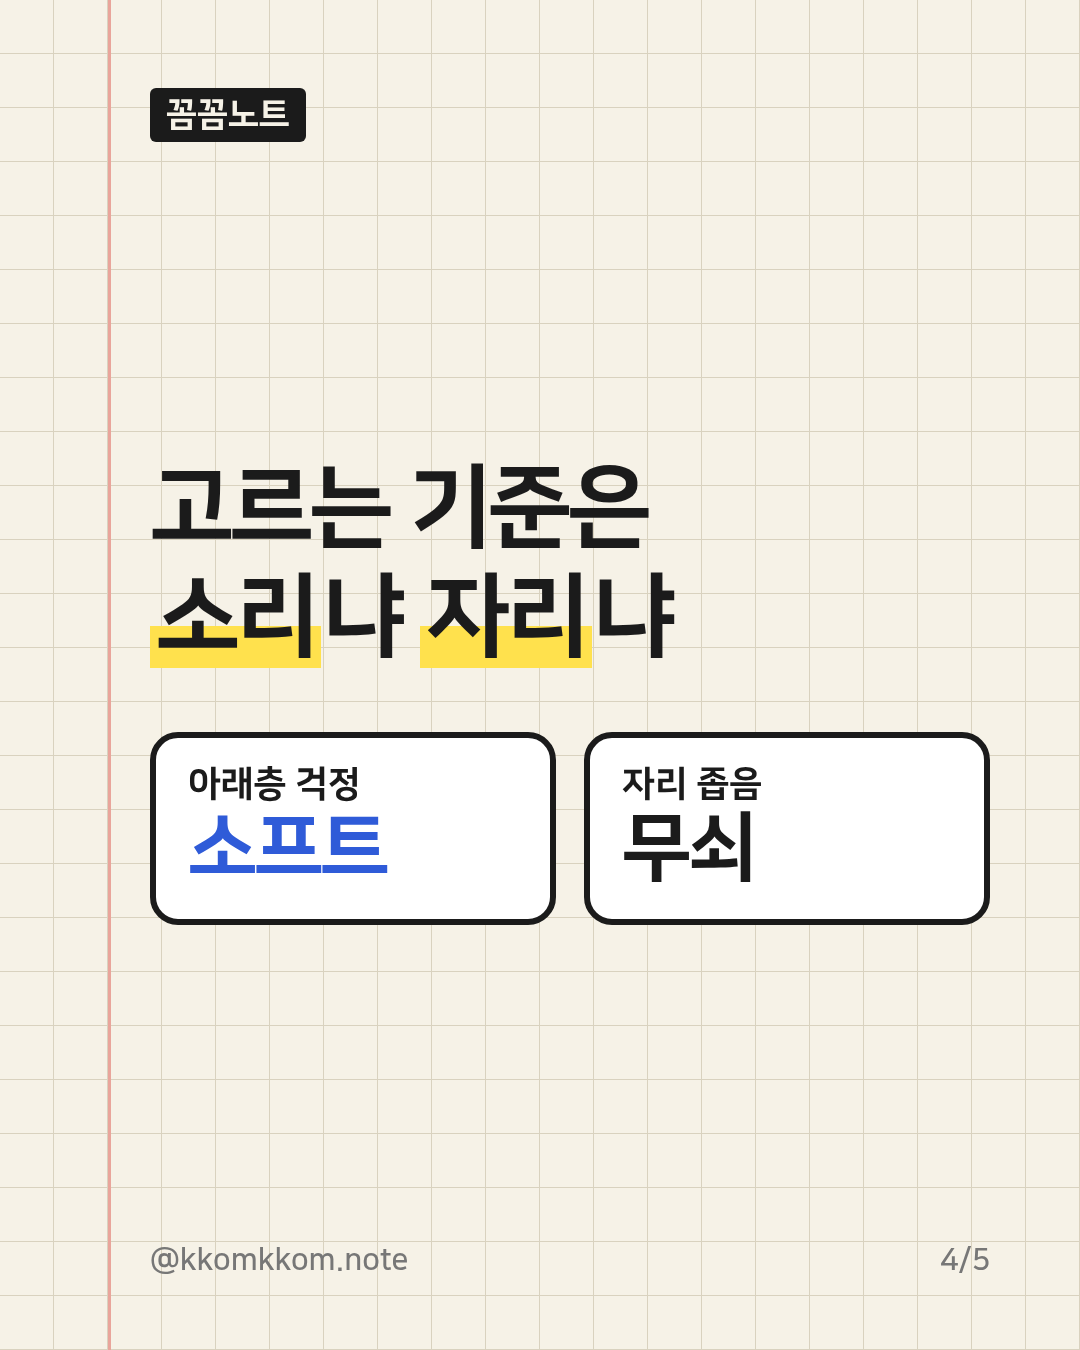 꼼꼼노트
고르는 기준은
소리냐 자리냐
아래층 걱정
소프트
자리 좁음
무쇠
@kkomkkom.note
4/5